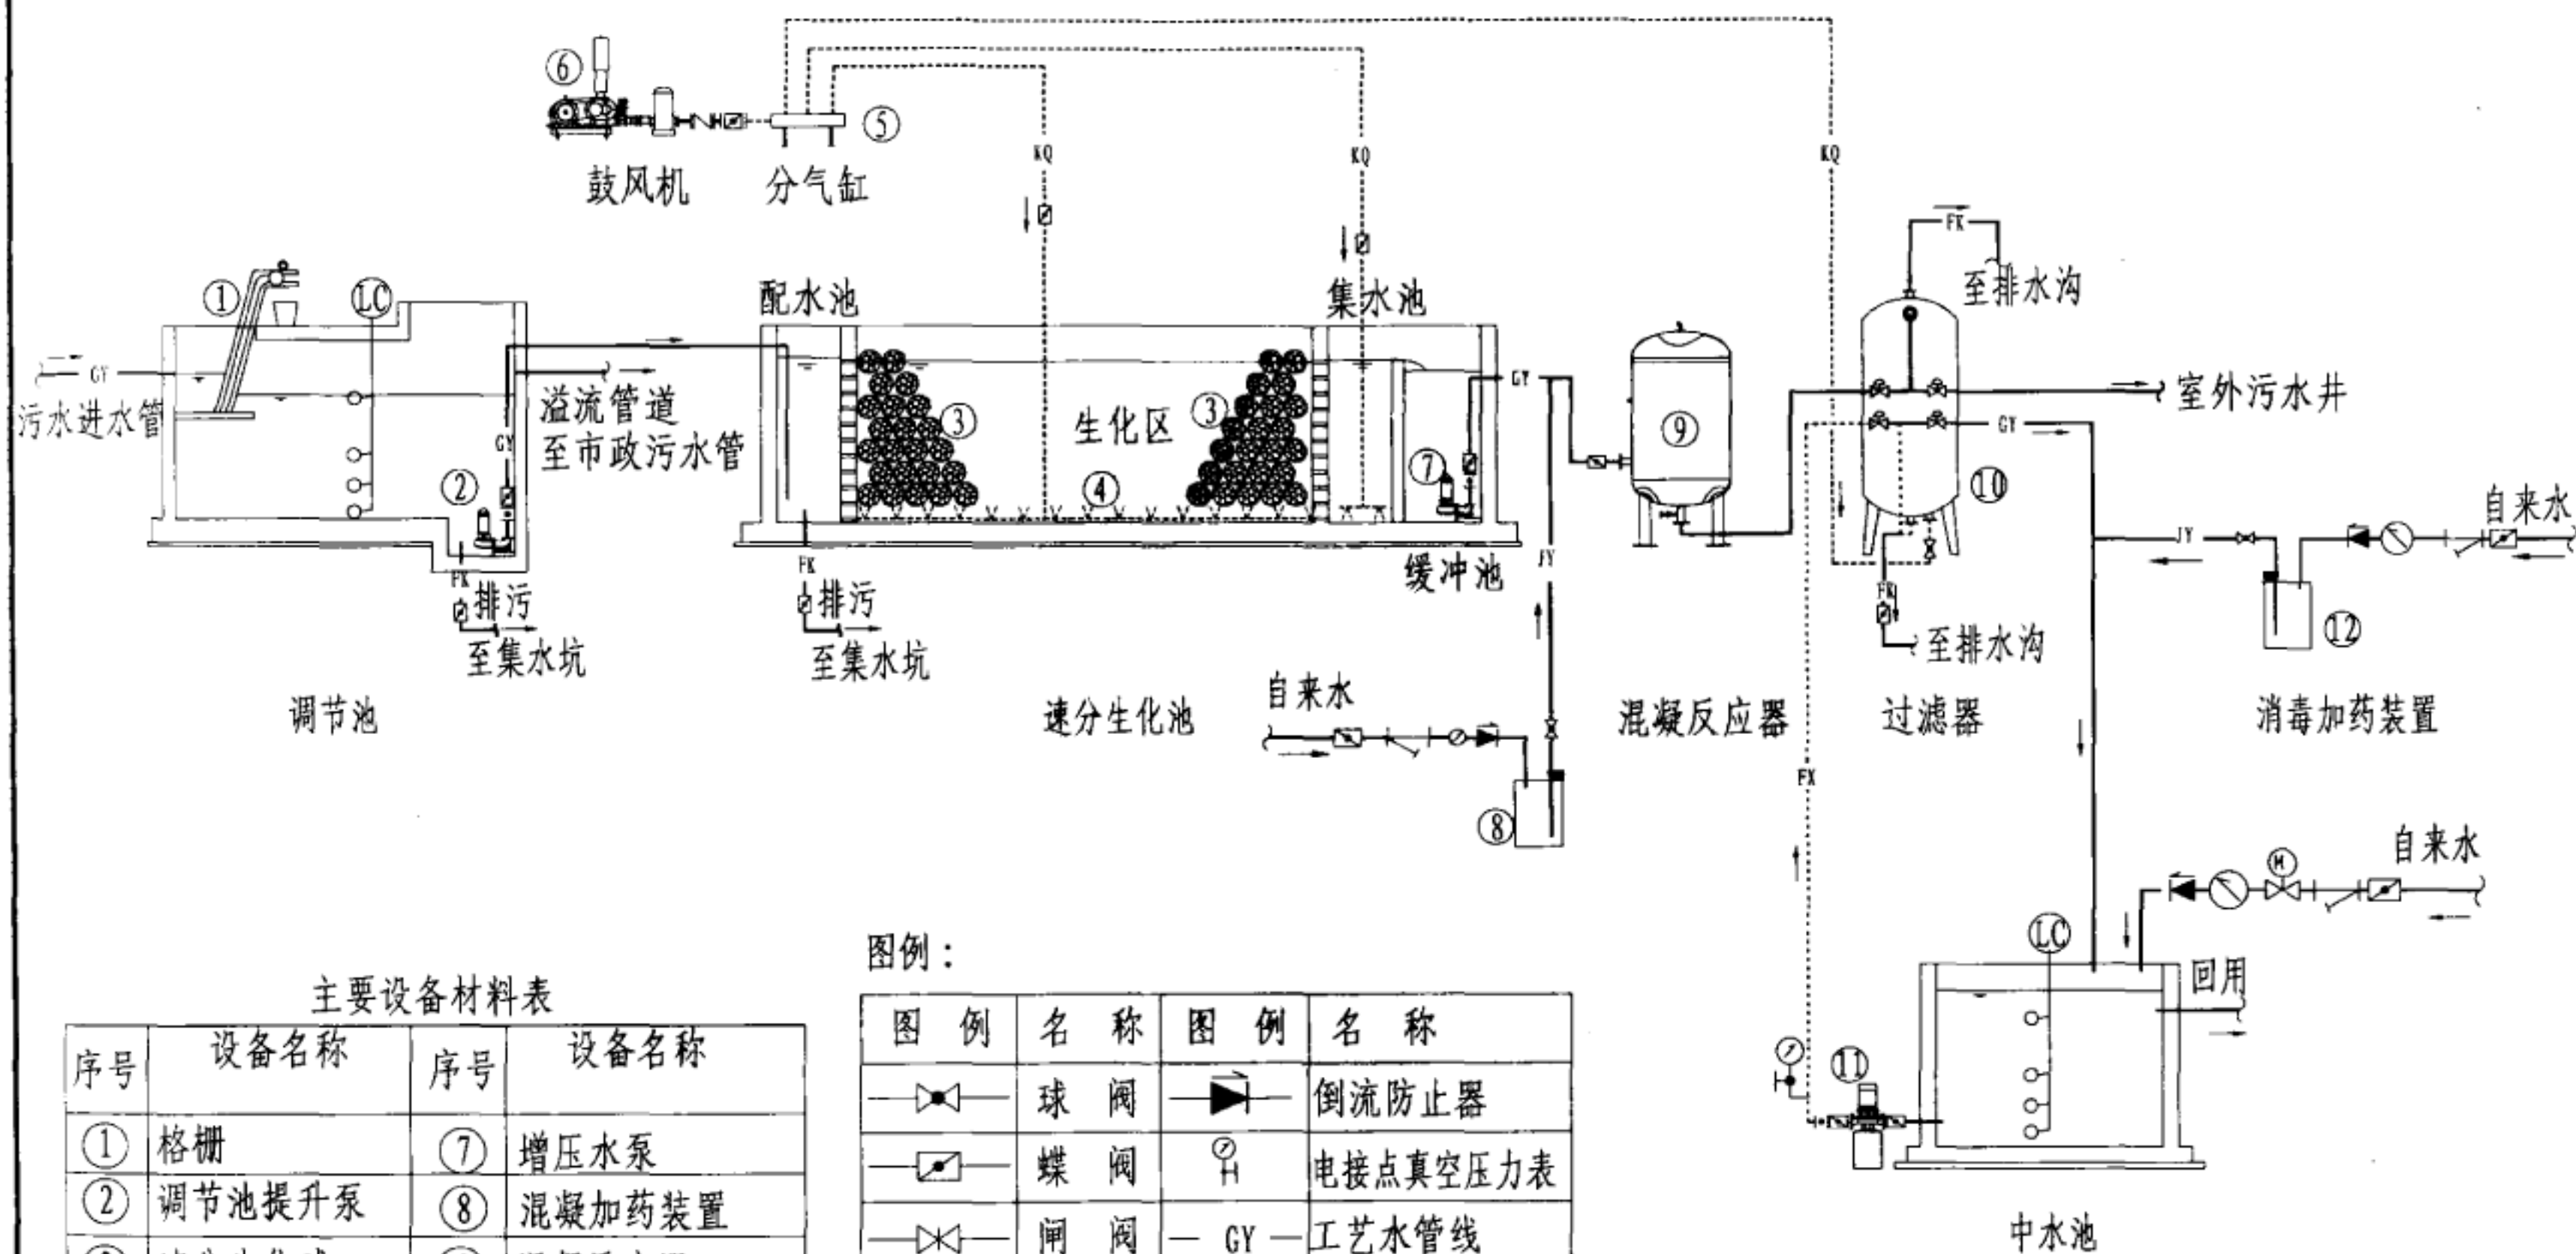 ⑥
⑤
鼓风机
分气缸
KQ
KQ
KQ
FK
至排水沟
①
LC
配水池
集水池
GY
污水进水管
溢流管道
至市政污水管
GY
②
③
生化区
③
④
⑦
GY
⑨
室外污水井
GY
⑩
自来水
JY
⑫
FK
排污
至集水坑
FK
排污
至集水坑
缓冲池
JY
FK
至排水沟
调节池
速分生化池
自来水
混凝反应器
过滤器
消毒加药装置
⑧
FX
M
自来水
LC
回用
⑪
中水池
主要设备材料表
序号 设备名称 序号 设备名称
① 格栅 ⑦ 增压水泵
② 调节池提升泵 ⑧ 混凝加药装置
图例：
图 例 名 称 图 例 名 称
球 阀 倒流防止器
蝶 阀 电接点真空压力表
闸 阀 GY 工艺水管线